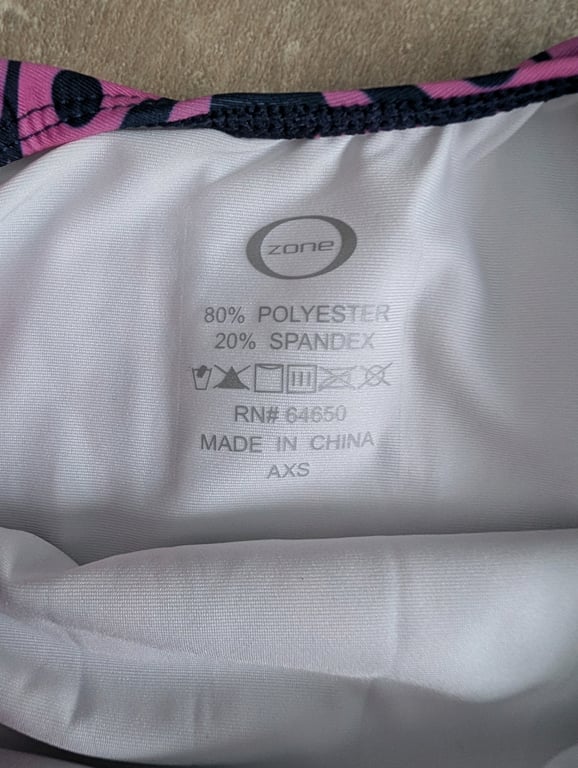 zone
80% POLYESTER
20% SPANDEX
RN# 64650
MADE IN CHINA
AXS